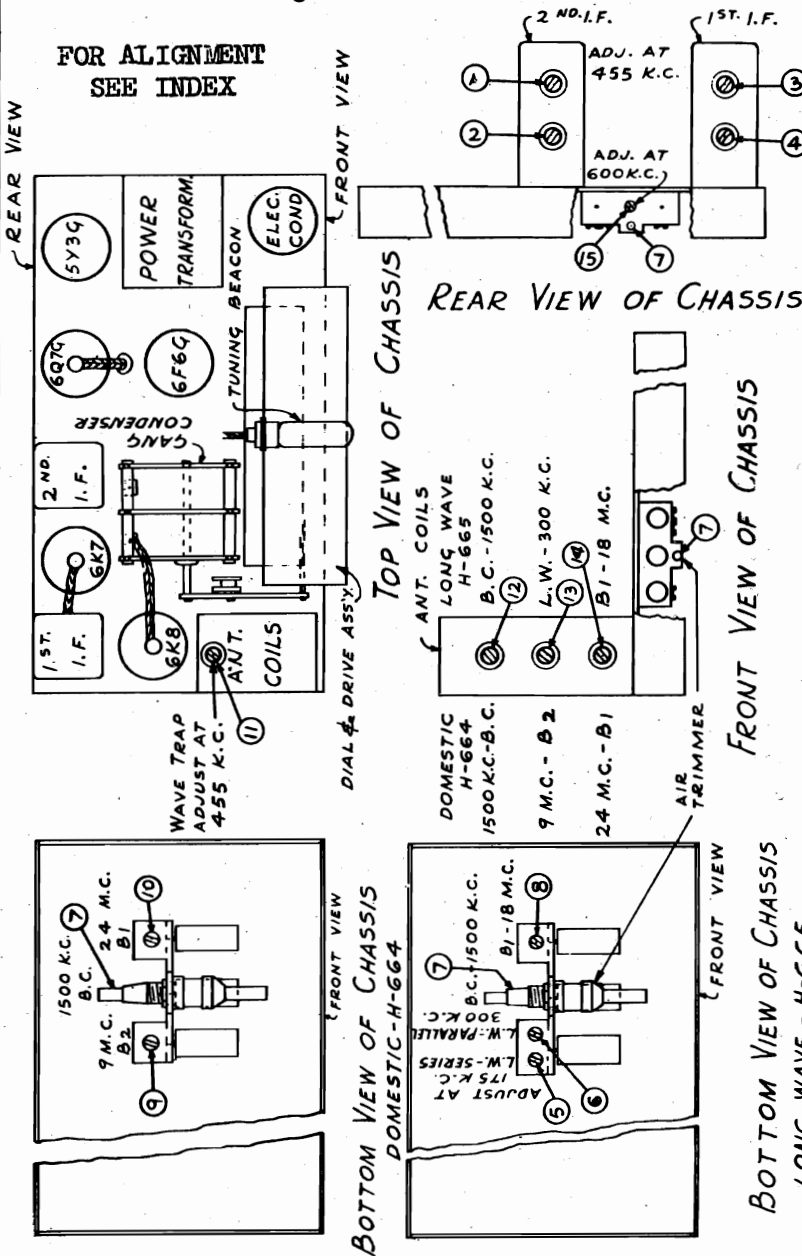 FOR ALIGNMENT
SEE INDEX
REAR VIEW
FRONT VIEW
5Y3G
POWER
TRANSFORM.
ELEC.
COND
6Q7G
6F6G
TUNING BEACON
GANG
CONDENSER
2 ND.
I.F.
6K7
1 ST.
I.F.
6K8
ANT.
COILS
11
WAVE TRAP
ADJUST AT
455 K.C.
DIAL & DRIVE ASSY.
TOP VIEW OF CHASSIS
2 ND. I.F.
1 ST. I.F.
ADJ. AT
455 K.C.
1
2
3
4
ADJ. AT
600 K.C.
15
7
REAR VIEW OF CHASSIS
ANT. COILS
LONG WAVE
H-665
B.C.-1500 K.C.
L.W.-300 K.C.
B1-18 M.C.
12
13
14
DOMESTIC
H-664
1500 K.C.-B.C.
9 M.C.-B2
24 M.C.-B1
7
AIR
TRIMMER
FRONT VIEW OF CHASSIS
1500 K.C.
B.C.
7
24 M.C.
B1
10
9 M.C.
B2
9
FRONT VIEW
BOTTOM VIEW OF CHASSIS
DOMESTIC-H-664
7
B.C.-1500 K.C.
B1-18 M.C.
8
L.W.-PARALLEL
300 K.C.
L.W.-SERIES
175 K.C.
ADJUST AT
5
6
FRONT VIEW
BOTTOM VIEW OF CHASSIS
LONG WAVE-H-665